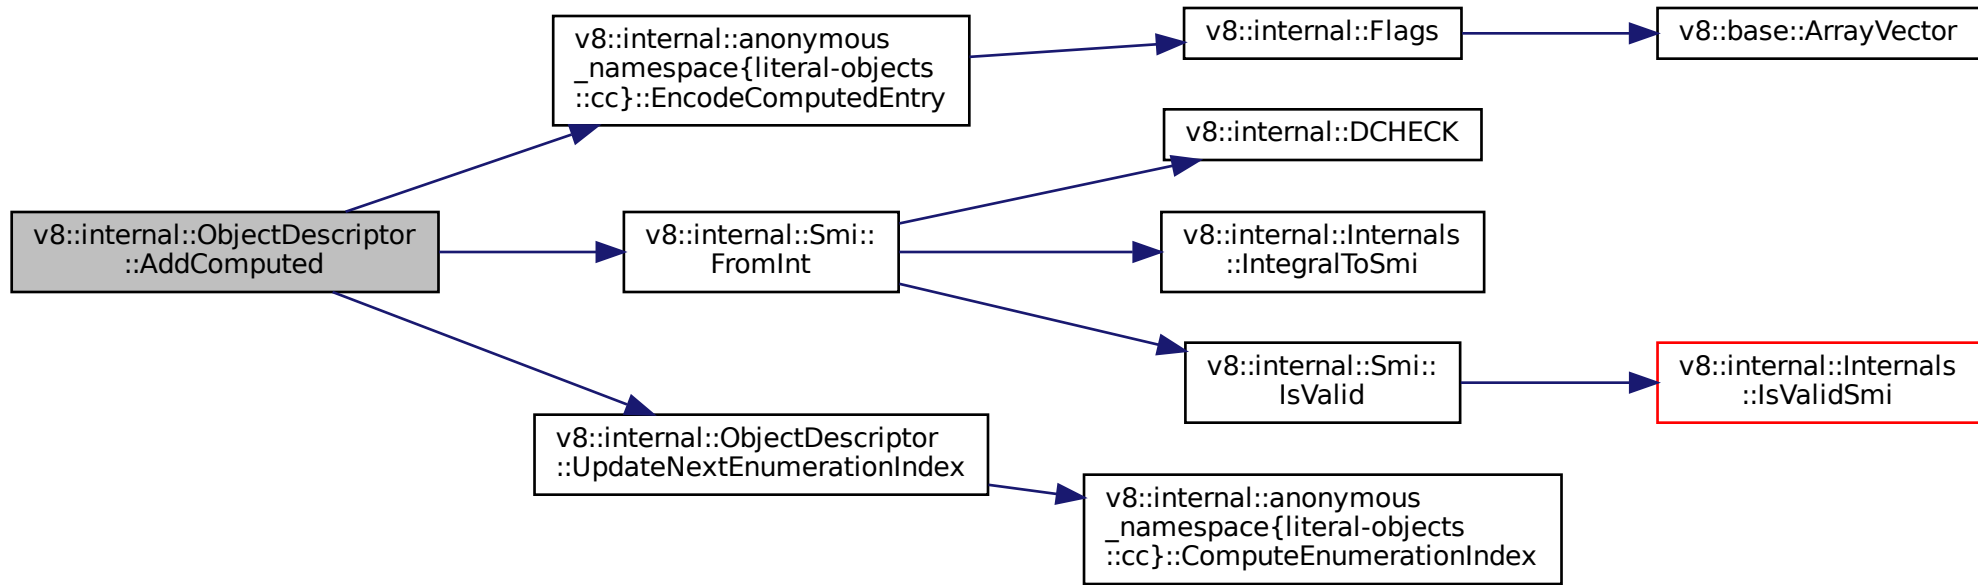 v8::internal::ObjectDescriptor
::AddComputed
v8::internal::anonymous
_namespace{literal-objects
::cc}::EncodeComputedEntry
v8::internal::Flags
v8::base::ArrayVector
v8::internal::Smi::
FromInt
v8::internal::DCHECK
v8::internal::Internals
::IntegralToSmi
v8::internal::Smi::
IsValid
v8::internal::Internals
::IsValidSmi
v8::internal::ObjectDescriptor
::UpdateNextEnumerationIndex
v8::internal::anonymous
_namespace{literal-objects
::cc}::ComputeEnumerationIndex